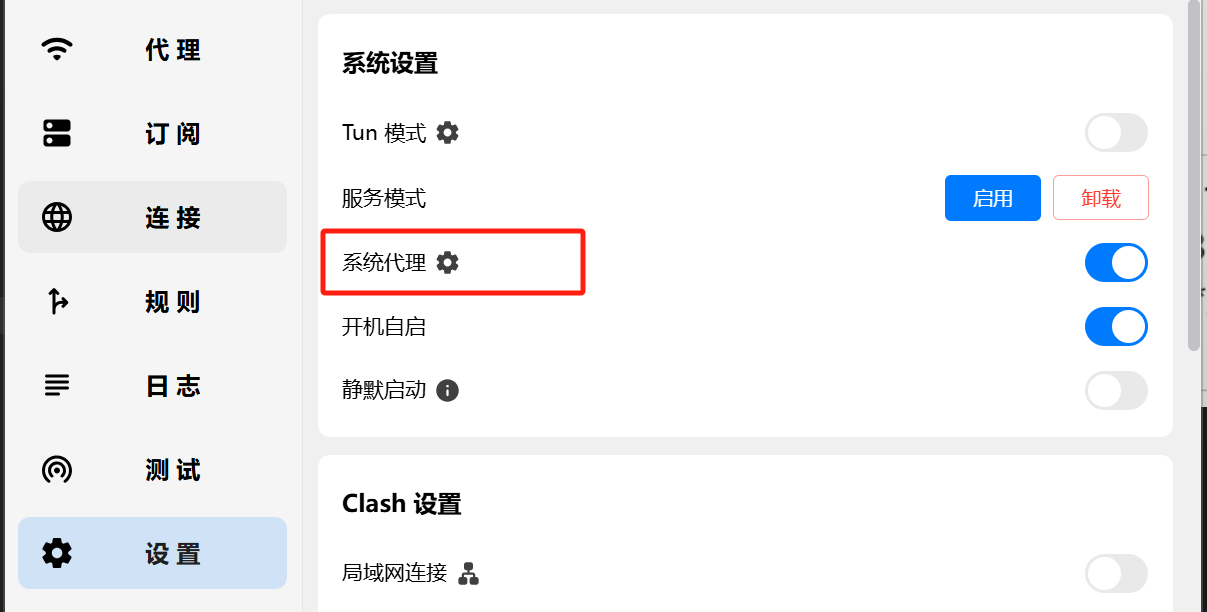 代 理
订 阅
连 接
规 则
日 志
测 试
设 置
系统设置
Tun 模式
服务模式
启用
卸载
系统代理
开机自启
静默启动
Clash 设置
局域网连接